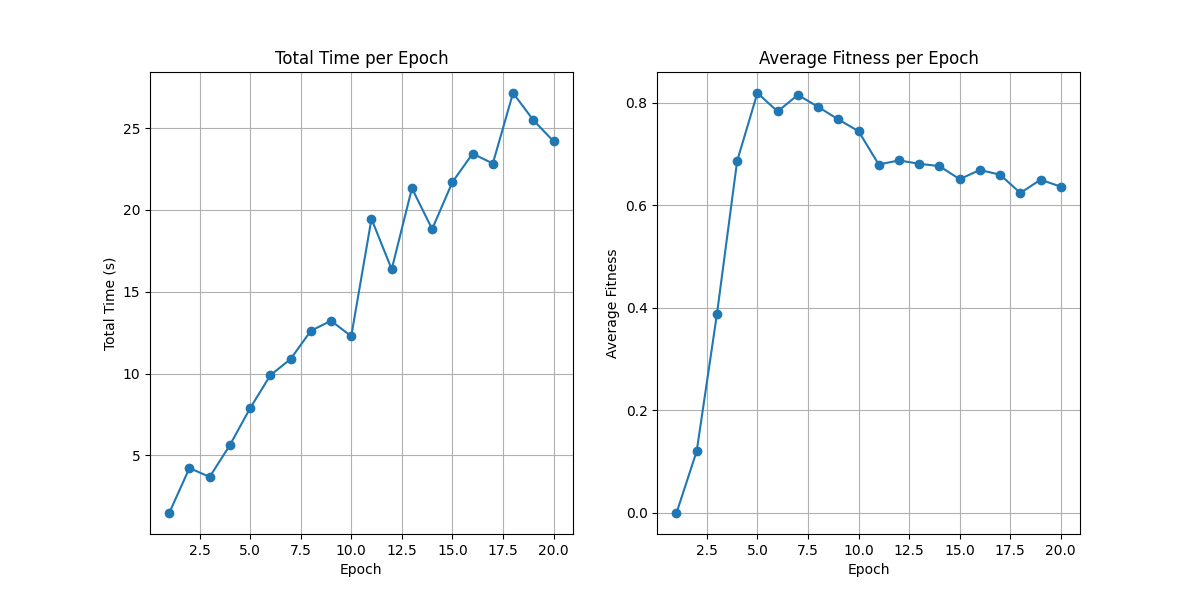 Total Time per Epoch
Total Time (s)
25
20
15
10
5
2.5 5.0 7.5 10.0 12.5 15.0 17.5 20.0
Epoch
Average Fitness per Epoch
Average Fitness
0.8
0.6
0.4
0.2
0.0
2.5 5.0 7.5 10.0 12.5 15.0 17.5 20.0
Epoch